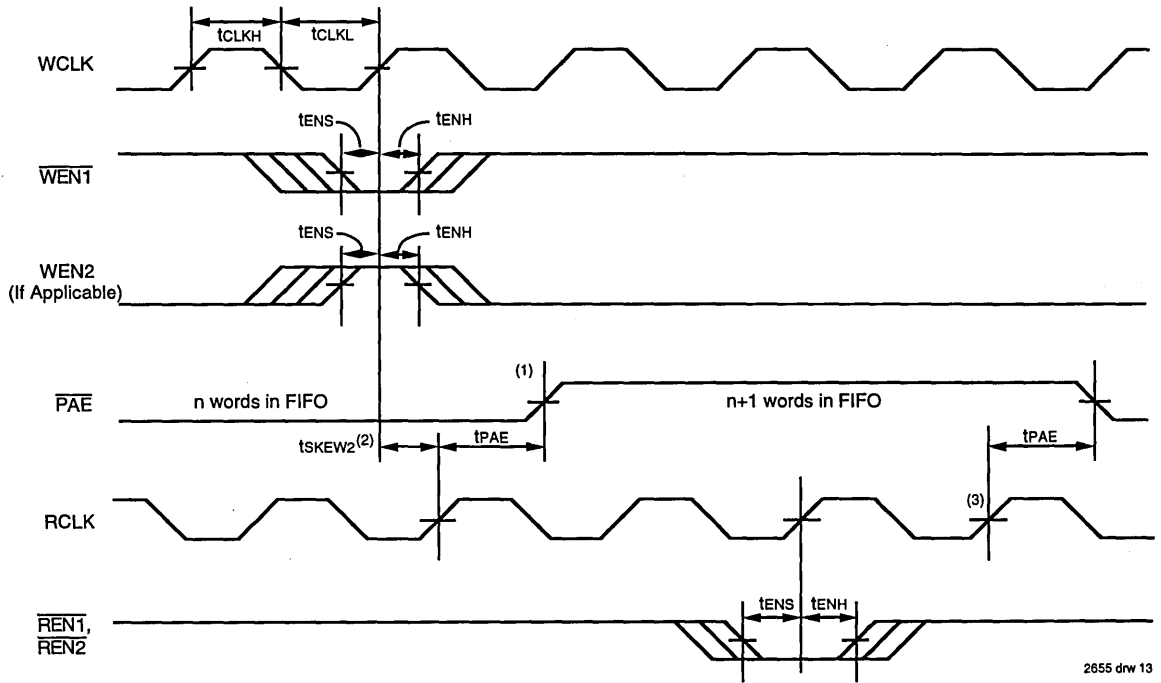 tCLKH tCLKL
WCLK
tENS tENH
WEN1
tENS tENH
WEN2
(If Applicable)
(1)
PAE n words in FIFO n+1 words in FIFO
tSKEW2(2) tPAE tPAE
RCLK (3)
tENS tENH
REN1,
REN2
2655 drw 13